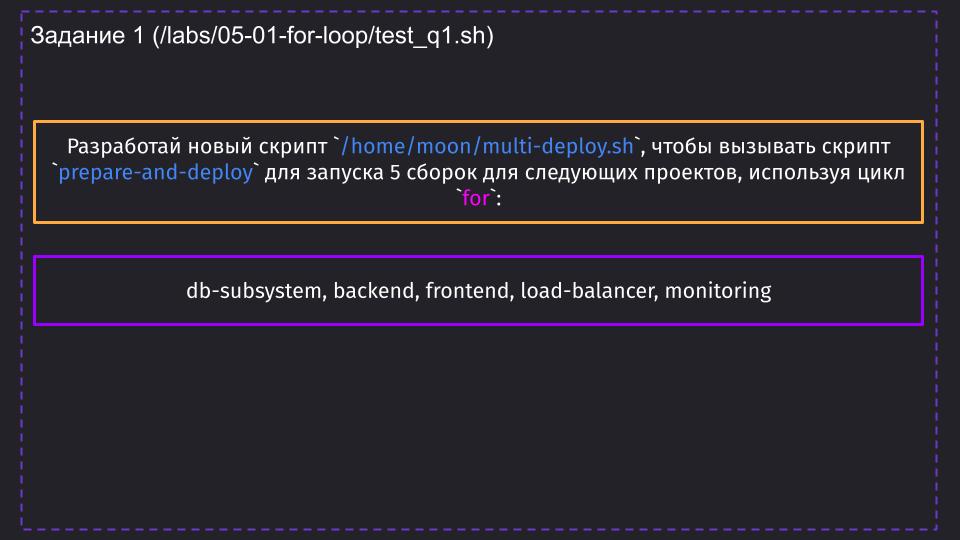 Задание 1 (/labs/05-01-for-loop/test_q1.sh)
Разработай новый скрипт `/home/moon/multi-deploy.sh`, чтобы вызывать скрипт
`prepare-and-deploy` для запуска 5 сборок для следующих проектов, используя цикл
`for`:
db-subsystem, backend, frontend, load-balancer, monitoring